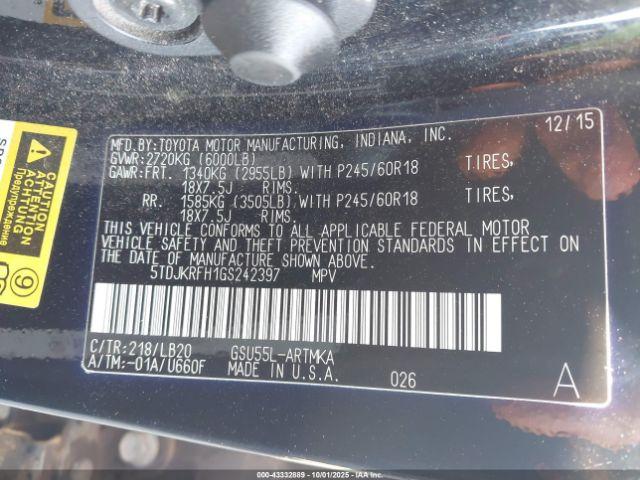 MFD.BY:TOYOTA MOTOR MANUFACTURING, INDIANA, INC. 12/15
GVWR:2720KG (6000LB)
GAWR:FRT. 1340KG (2955LB) WITH P245/60R18 TIRES,
18X7.5J RIMS.
RR. 1585KG (3505LB) WITH P245/60R18 TIRES,
18X7.5J RIMS.
THIS VEHICLE CONFORMS TO ALL APPLICABLE FEDERAL MOTOR
VEHICLE SAFETY AND THEFT PREVENTION STANDARDS IN EFFECT ON
THE DATE OF MANUFACTURE SHOWN ABOVE.
5TDJKRFH1GS242397 MPV
C/TR:218/LB20 GSU55L-ARTMKA
A/TM:-01A/U660F MADE IN U.S.A. 026 A
CAUTION
ACHTUNG
Предупреждение
9
000-43332889 - 10/01/2025 - IAAI.com